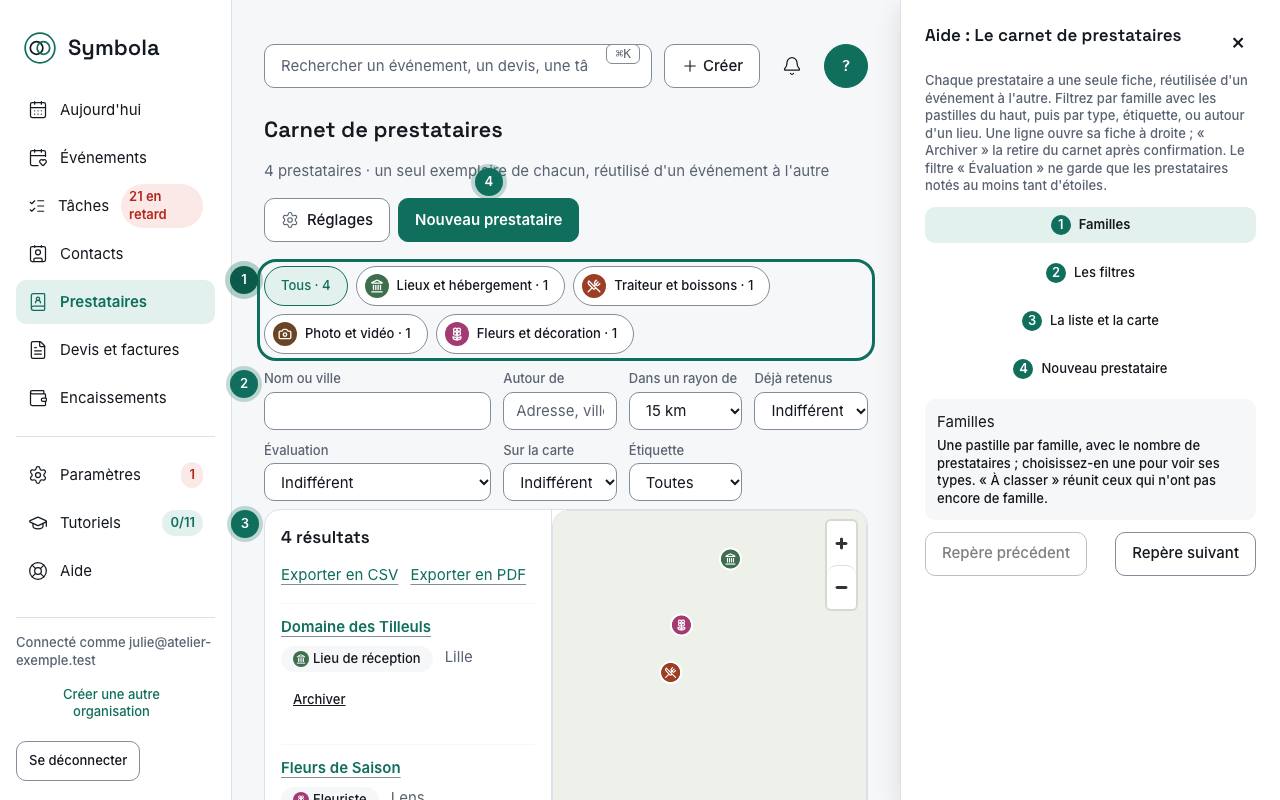 Symbola
Aujourd'hui
Événements
Tâches
21 en
retard
Contacts
Prestataires
Devis et factures
Encaissements
Paramètres
1
Tutoriels
0/11
Aide
Connecté comme julie@atelier-
exemple.test
Créer une autre
organisation
Se déconnecter
Rechercher un événement, un devis, une tâ
⌘K
Créer
?
Carnet de prestataires
4 prestataires · un seul exemplaire de chacun, réutilisé d'un événement à l'autre
4
Réglages
Nouveau prestataire
1
Tous · 4
Lieux et hébergement · 1
Traiteur et boissons · 1
Photo et vidéo · 1
Fleurs et décoration · 1
2
Nom ou ville
Autour de
Dans un rayon de
Déjà retenus
Adresse, ville
15 km
Indifférent
Évaluation
Sur la carte
Étiquette
Indifférent
Indifférent
Toutes
3
4 résultats
Exporter en CSV
Exporter en PDF
Domaine des Tilleuls
Lieu de réception
Lille
Archiver
Fleurs de Saison
Fleuriste
Lens
+
−
Aide : Le carnet de prestataires
×
Chaque prestataire a une seule fiche, réutilisée d'un
événement à l'autre. Filtrez par famille avec les
pastilles du haut, puis par type, étiquette, ou autour
d'un lieu. Une ligne ouvre sa fiche à droite ; «
Archiver » la retire du carnet après confirmation. Le
filtre « Évaluation » ne garde que les prestataires
notés au moins tant d'étoiles.
1 Familles
2 Les filtres
3 La liste et la carte
4 Nouveau prestataire
Familles
Une pastille par famille, avec le nombre de
prestataires ; choisissez-en une pour voir ses
types. « À classer » réunit ceux qui n'ont pas
encore de famille.
Repère précédent
Repère suivant